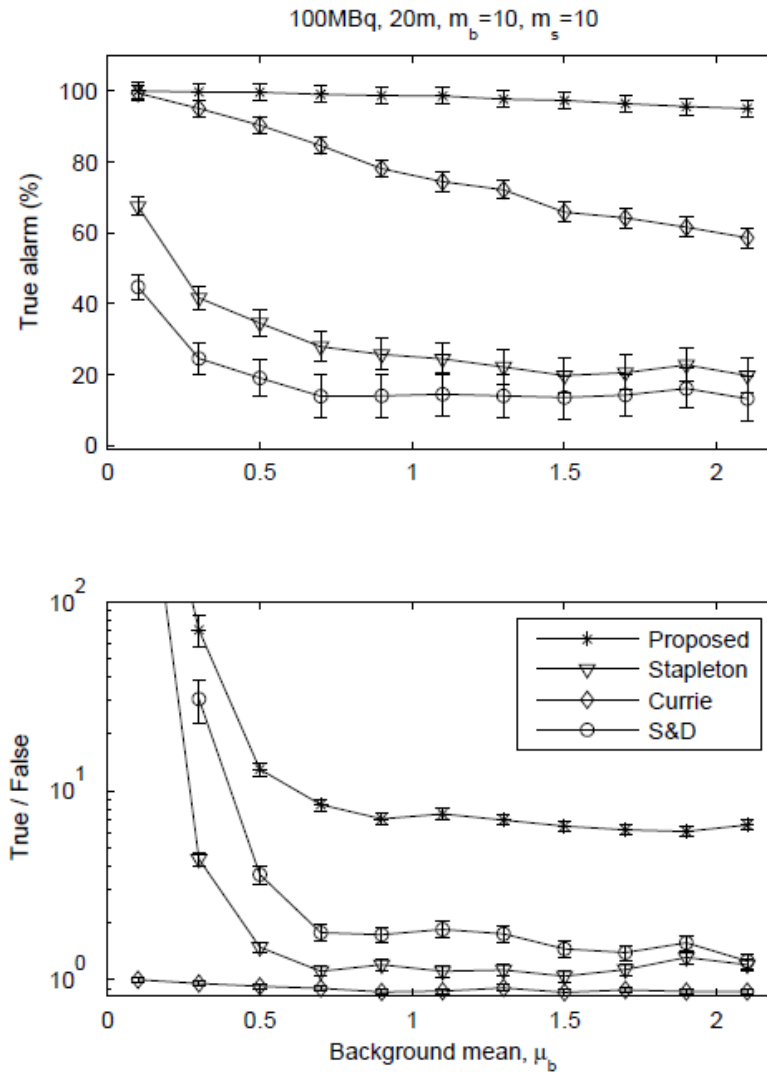 100MBq, 20m, m_b=10, m_s=10
True alarm (%)
100
80
60
40
20
0
0 0.5 1 1.5 2
True / False
10^2
10^1
10^0
Proposed
Stapleton
Currie
S&D
0 0.5 1 1.5 2
Background mean, μ_b